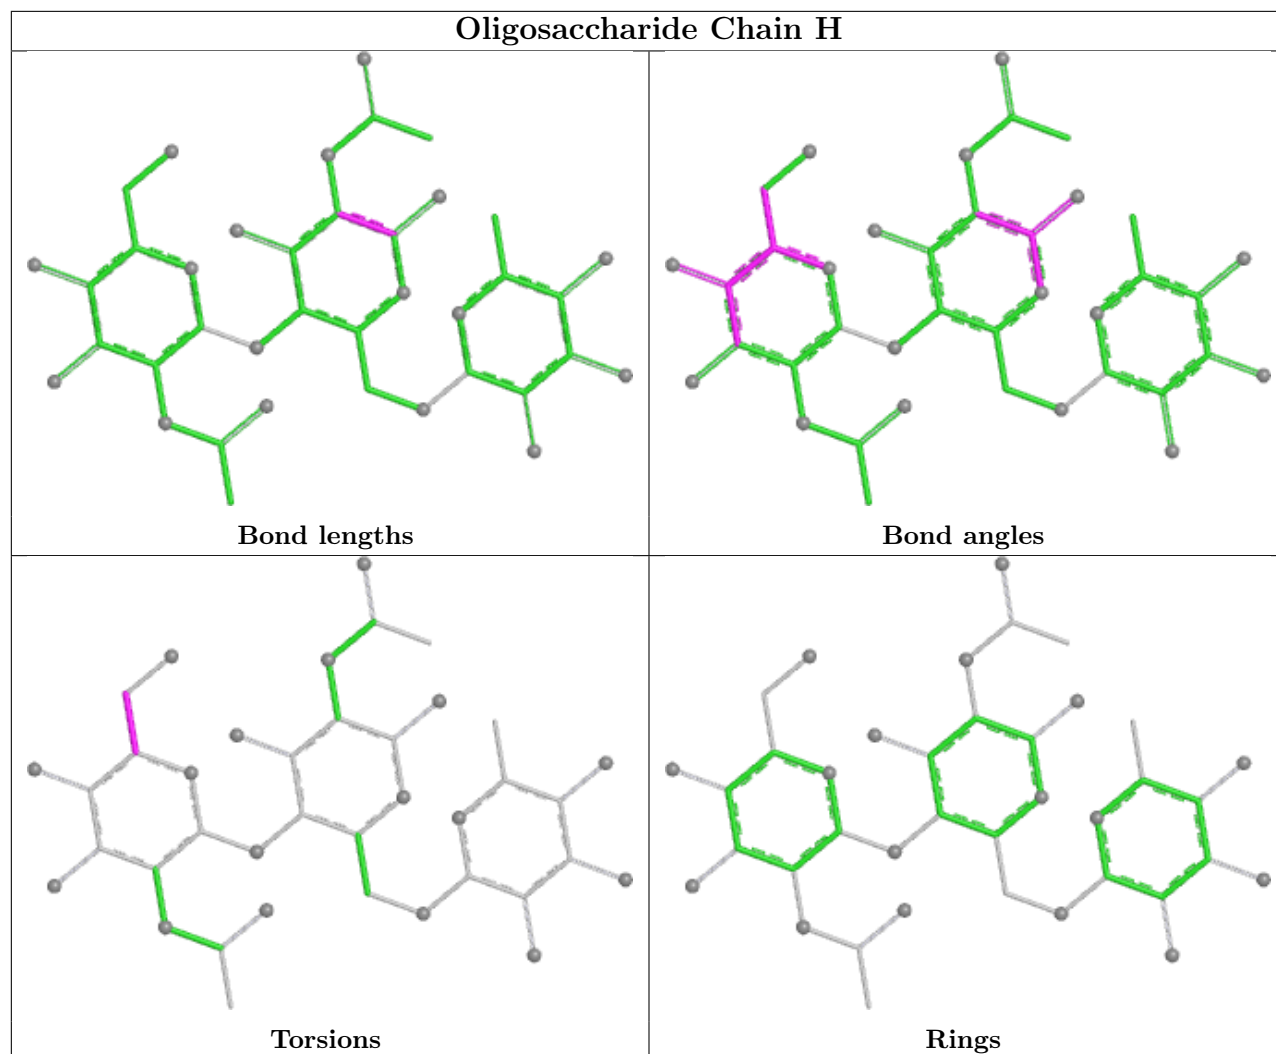 Oligosaccharide Chain H
Bond lengths
Bond angles
Torsions
Rings